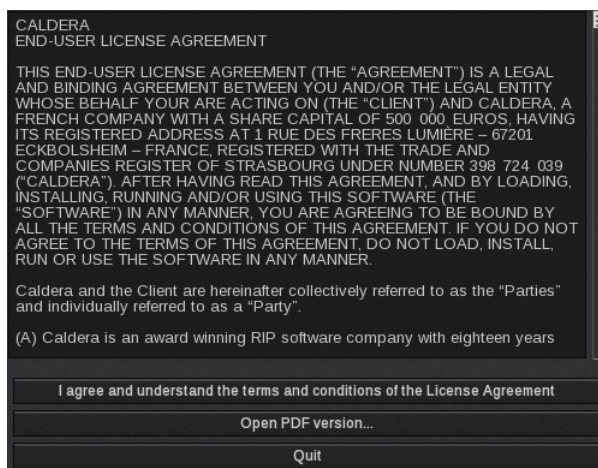 CALDERA
END-USER LICENSE AGREEMENT
THIS END-USER LICENSE AGREEMENT (THE “AGREEMENT”) IS A LEGAL
AND BINDING AGREEMENT BETWEEN YOU AND/OR THE LEGAL ENTITY
WHOSE BEHALF YOUR ARE ACTING ON (THE “CLIENT”) AND CALDERA, A
FRENCH COMPANY WITH A SHARE CAPITAL OF 500 000 EUROS, HAVING
ITS REGISTERED ADDRESS AT 1 RUE DES FRERES LUMIÈRE – 67201
ECKBOLSHEIM – FRANCE, REGISTERED WITH THE TRADE AND
COMPANIES REGISTER OF STRASBOURG UNDER NUMBER 398 724 039
(“CALDERA”). AFTER HAVING READ THIS AGREEMENT, AND BY LOADING,
INSTALLING, RUNNING AND/OR USING THIS SOFTWARE (THE
“SOFTWARE”) IN ANY MANNER, YOU ARE AGREEING TO BE BOUND BY
ALL THE TERMS AND CONDITIONS OF THIS AGREEMENT. IF YOU DO NOT
AGREE TO THE TERMS OF THIS AGREEMENT, DO NOT LOAD, INSTALL,
RUN OR USE THE SOFTWARE IN ANY MANNER.
Caldera and the Client are hereinafter collectively referred to as the “Parties”
and individually referred to as a “Party”.
(A) Caldera is an award winning RIP software company with eighteen years
I agree and understand the terms and conditions of the License Agreement
Open PDF version...
Quit